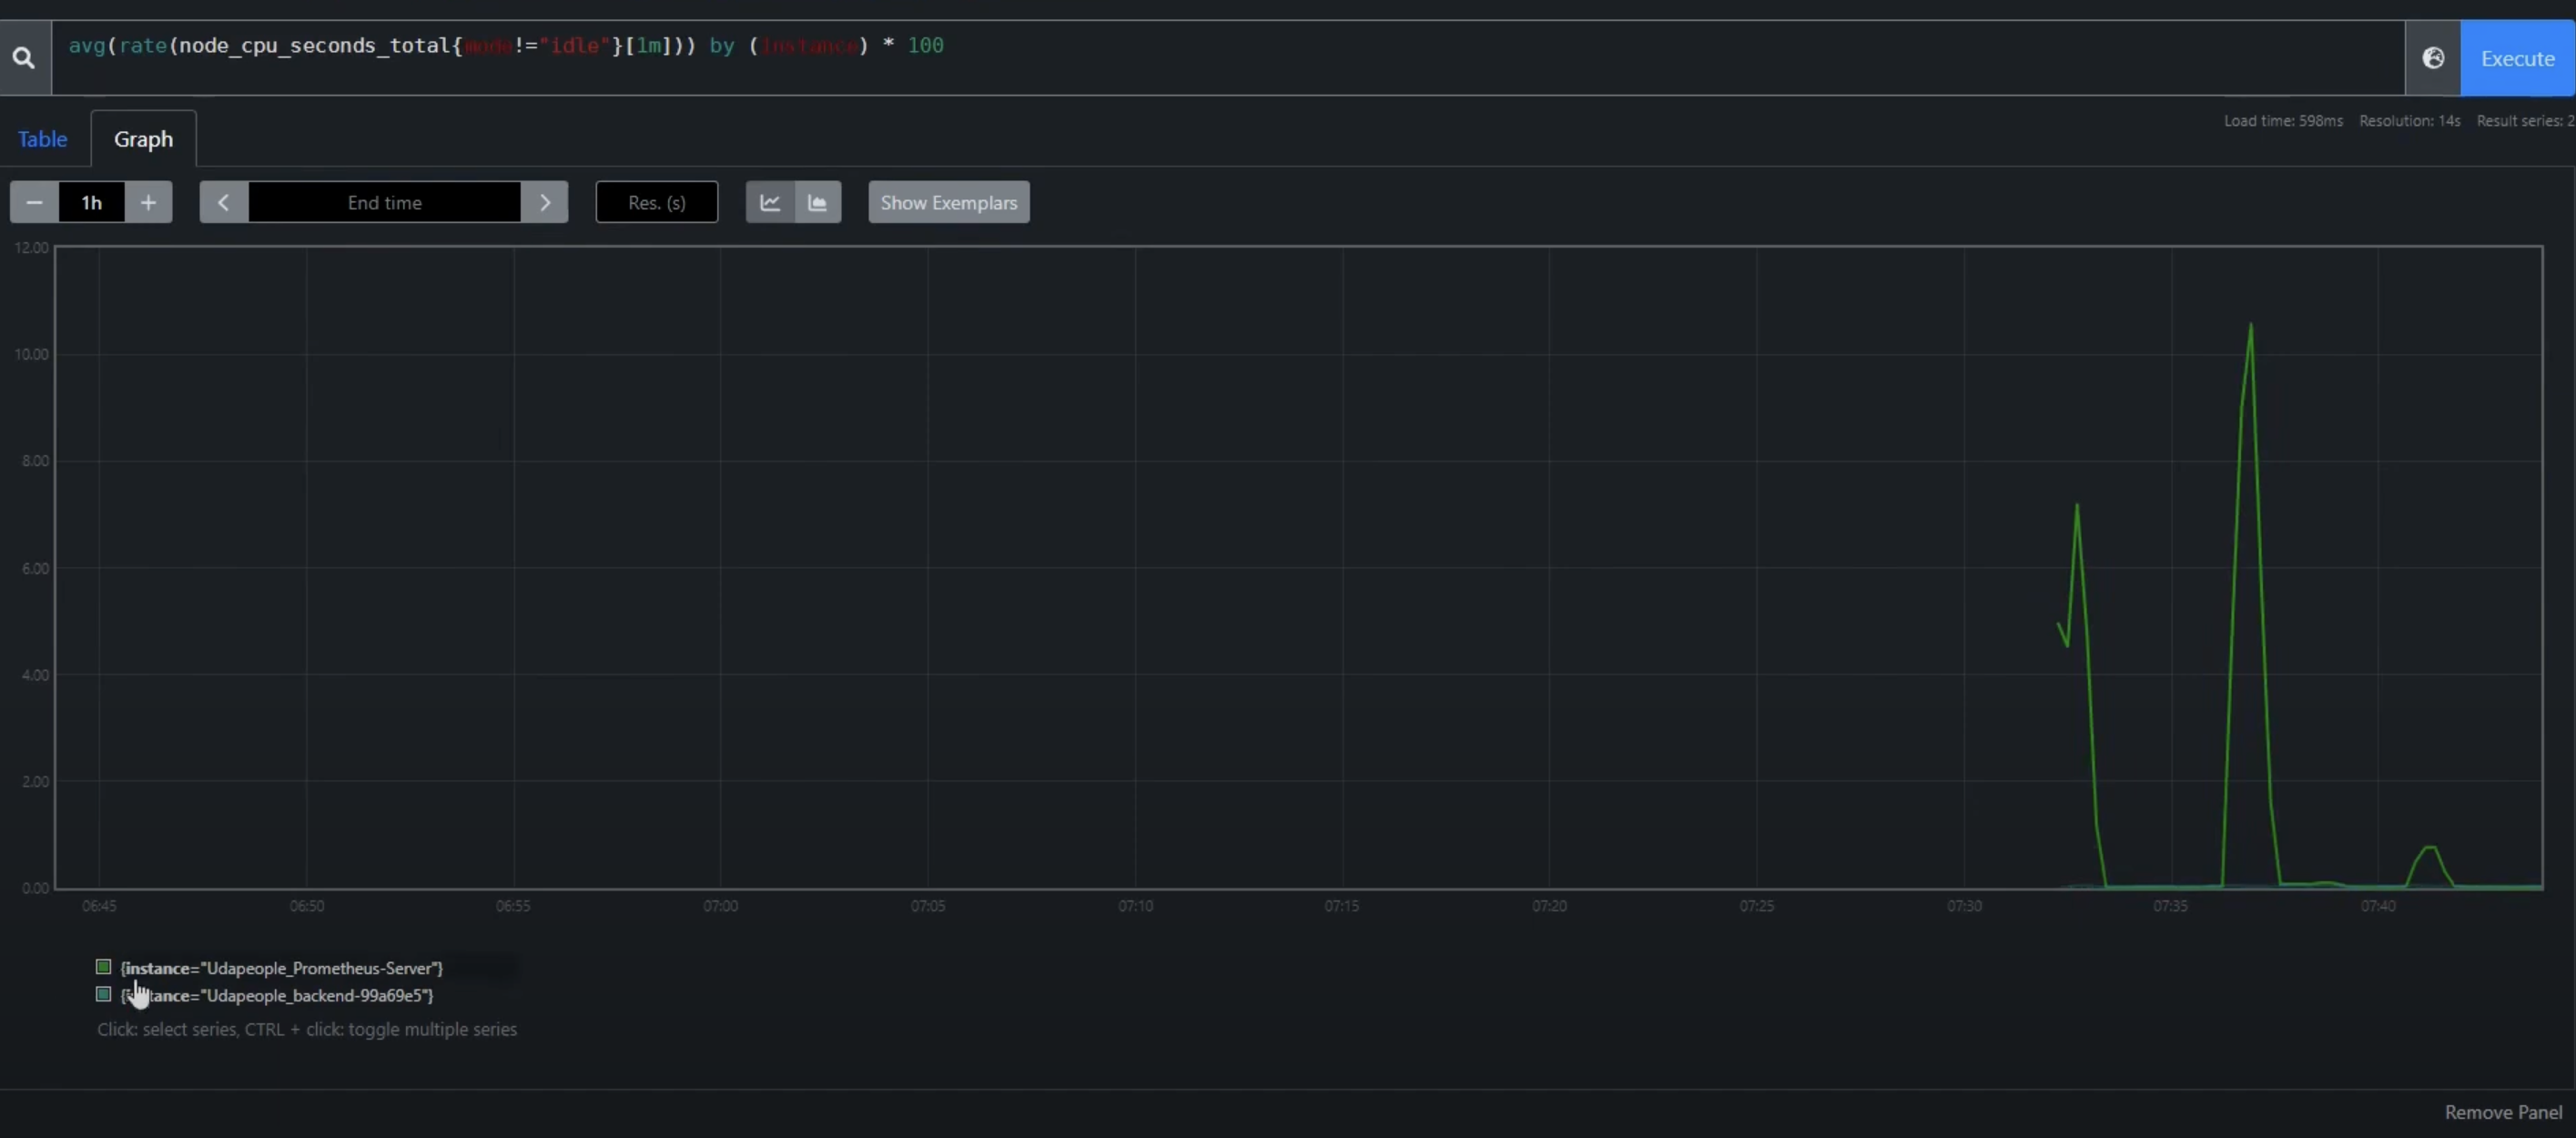 avg(rate(node_cpu_seconds_total{mode!="idle"}[1m])) by (instance) * 100
Execute
Table
Graph
Load time: 598ms Resolution: 14s Result series: 2
1h
End time
Res. (s)
Show Exemplars
12.00
10.00
8.00
6.00
4.00
2.00
0.00
06:45 06:50 06:55 07:00 07:05 07:10 07:15 07:20 07:25 07:30 07:35 07:40
{instance="Udapeople_Prometheus-Server"}
{instance="Udapeople_backend-99a69e5"}
Click: select series, CTRL + click: toggle multiple series
Remove Panel